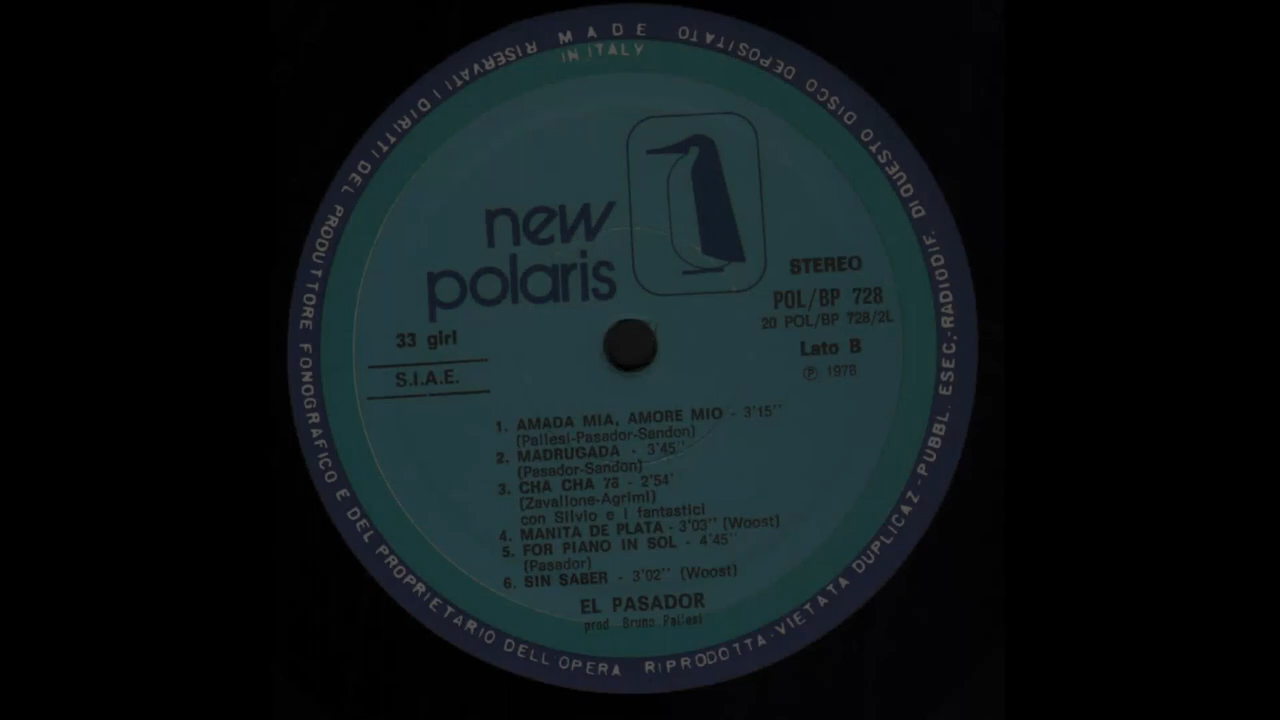 MADE
IN ITALY
TUTTI I DIRITTI DEL PRODUTTORE FONOGRAFICO E DEL PROPRIETARIO DELL OPERA RIPRODOTTA·VIETATA DUPLICAZ·PUBBL. ESEC,RADIODIF. DI QUESTO DISCO DEPOSITATO
RISERVATI I DIRITTI DEL PRODUTTORE
new
polaris
STEREO
POL/BP 728
20 POL/BP 728/2L
Lato B
℗ 1978
33 giri
S.I.A.E.
1. AMADA MIA, AMORE MIO - 3'15''
(Pallesi-Pasador-Sandon)
2. MADRUGADA - 3'45''
(Pasador-Sandon)
3. CHA CHA 78 - 2'54'
(Zavallone-Agrimi)
con Silvio e i fantastici
4. MANITA DE PLATA - 3'03'' (Woost)
5. FOR PIANO IN SOL - 4'45''
(Pasador)
6. SIN SABER - 3'02'' (Woost)
EL PASADOR
prod. Bruno Pallesi